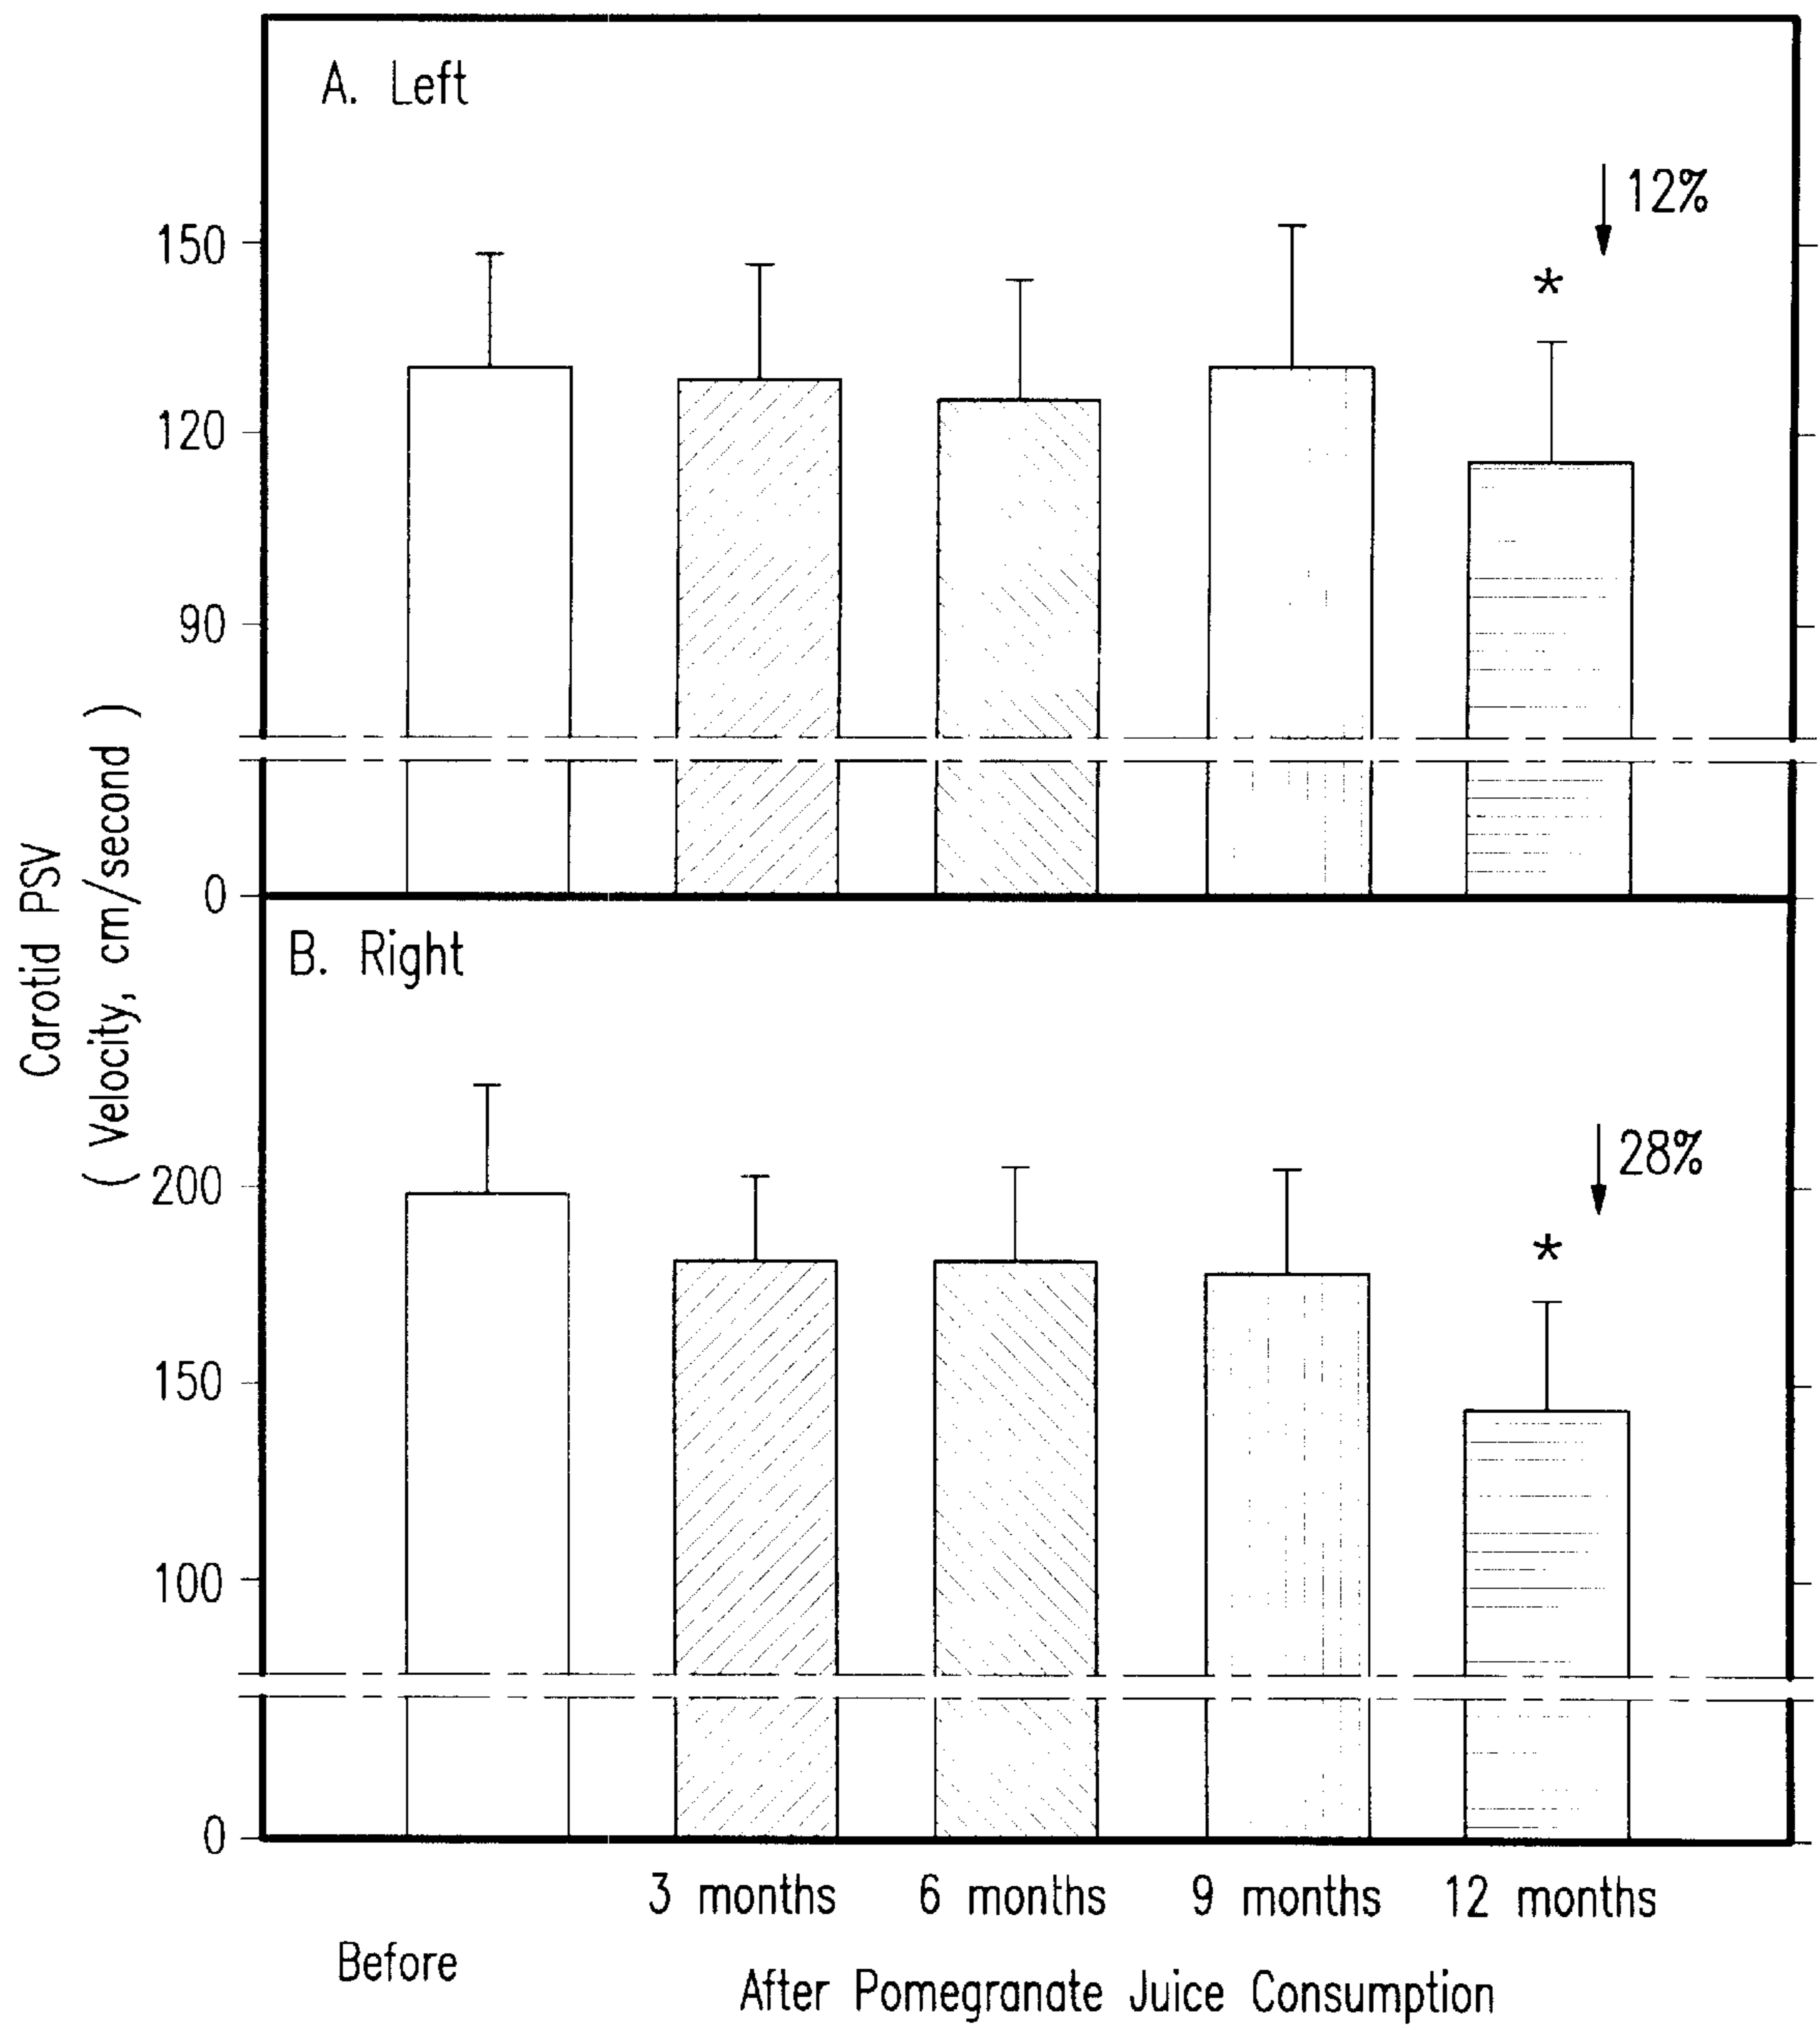 A. Left
12%
*
150
120
90
0
Carotid PSV
( Velocity, cm/second )
B. Right
28%
*
200
150
100
0
3 months 6 months 9 months 12 months
Before
After Pomegranate Juice Consumption